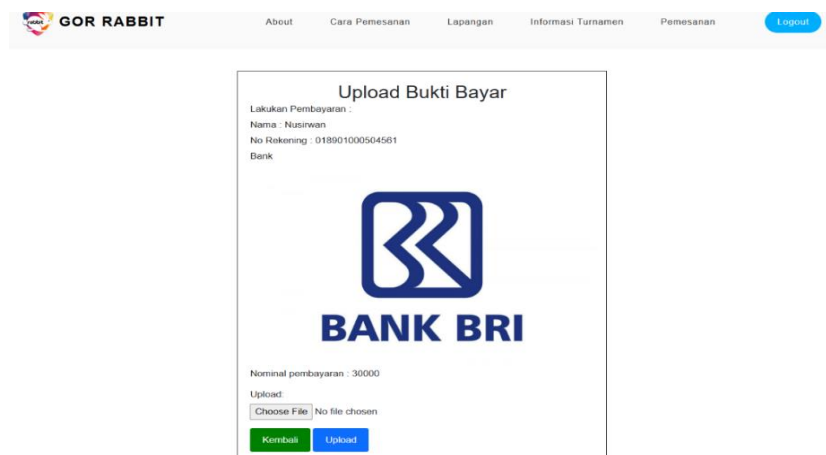 rabbit
GOR RABBIT
About
Cara Pemesanan
Lapangan
Informasi Turnamen
Pemesanan
Logout
Upload Bukti Bayar
Lakukan Pembayaran :
Nama : Nusirwan
No Rekening : 018901000504561
Bank
BANK BRI
Nominal pembayaran : 30000
Upload:
Choose File No file chosen
Kembali
Upload